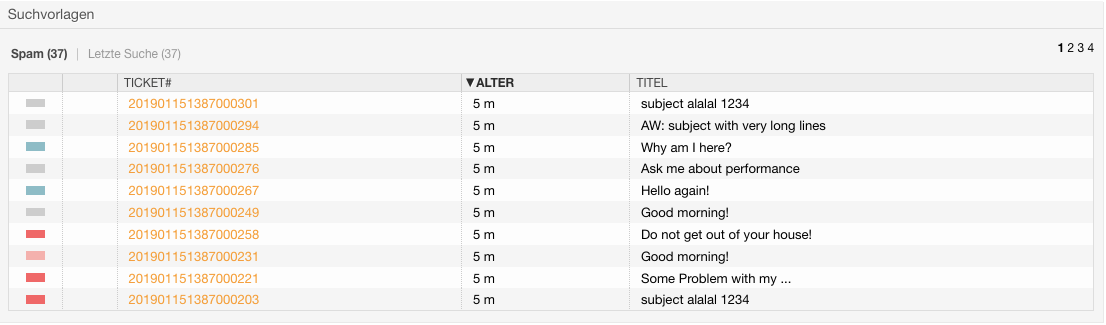 Suchvorlagen
Spam (37) | Letzte Suche (37) 1 2 3 4
TICKET# ▼ALTER TITEL
201901151387000301 5 m subject alalal 1234
201901151387000294 5 m AW: subject with very long lines
201901151387000285 5 m Why am I here?
201901151387000276 5 m Ask me about performance
201901151387000267 5 m Hello again!
201901151387000249 5 m Good morning!
201901151387000258 5 m Do not get out of your house!
201901151387000231 5 m Good morning!
201901151387000221 5 m Some Problem with my ...
201901151387000203 5 m subject alalal 1234